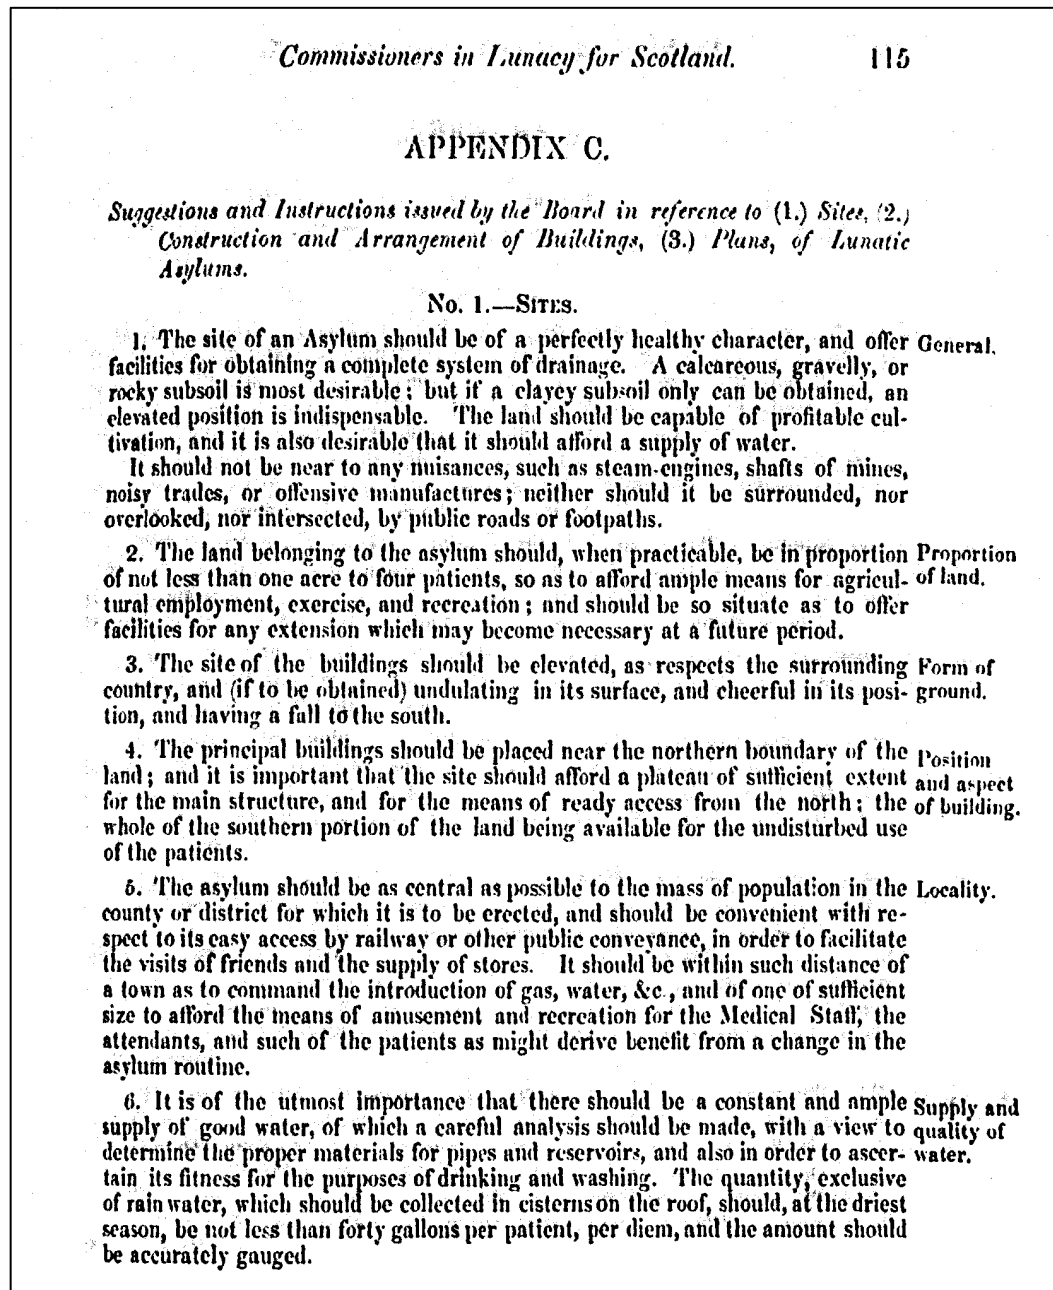 Commissioners in Lunacy for Scotland. 115
APPENDIX C.
Suggestions and Instructions issued by the Board in reference to (1.) Sites, (2.)
Construction and Arrangement of Buildings, (3.) Plans, of Lunatic
Asylums.
No. 1.—SITES.
1. The site of an Asylum should be of a perfectly healthy character, and offer General.
facilities for obtaining a complete system of drainage. A calcareous, gravelly, or
rocky subsoil is most desirable; but if a clayey subsoil only can be obtained, an
elevated position is indispensable. The land should be capable of profitable cul-
tivation, and it is also desirable that it should afford a supply of water.
It should not be near to any nuisances, such as steam-engines, shafts of mines,
noisy trades, or offensive manufactures; neither should it be surrounded, nor
overlooked, nor intersected, by public roads or footpaths.
2. The land belonging to the asylum should, when practicable, be in proportion Proportion
of not less than one acre to four patients, so as to afford ample means for agricul- of land.
tural employment, exercise, and recreation; and should be so situate as to offer
facilities for any extension which may become necessary at a future period.
3. The site of the buildings should be elevated, as respects the surrounding Form of
country, and (if to be obtained) undulating in its surface, and cheerful in its posi- ground.
tion, and having a fall to the south.
4. The principal buildings should be placed near the northern boundary of the Position
land; and it is important that the site should afford a plateau of sufficient extent and aspect
for the main structure, and for the means of ready access from the north; the of building.
whole of the southern portion of the land being available for the undisturbed use
of the patients.
5. The asylum should be as central as possible to the mass of population in the Locality.
county or district for which it is to be erected, and should be convenient with re-
spect to its easy access by railway or other public conveyance, in order to facilitate
the visits of friends and the supply of stores. It should be within such distance of
a town as to command the introduction of gas, water, &c., and of one of sufficient
size to afford the means of amusement and recreation for the Medical Staff, the
attendants, and such of the patients as might derive benefit from a change in the
asylum routine.
6. It is of the utmost importance that there should be a constant and ample Supply and
supply of good water, of which a careful analysis should be made, with a view to quality of
determine the proper materials for pipes and reservoirs, and also in order to ascer- water.
tain its fitness for the purposes of drinking and washing. The quantity, exclusive
of rain water, which should be collected in cisterns on the roof, should, at the driest
season, be not less than forty gallons per patient, per diem, and the amount should
be accurately gauged.